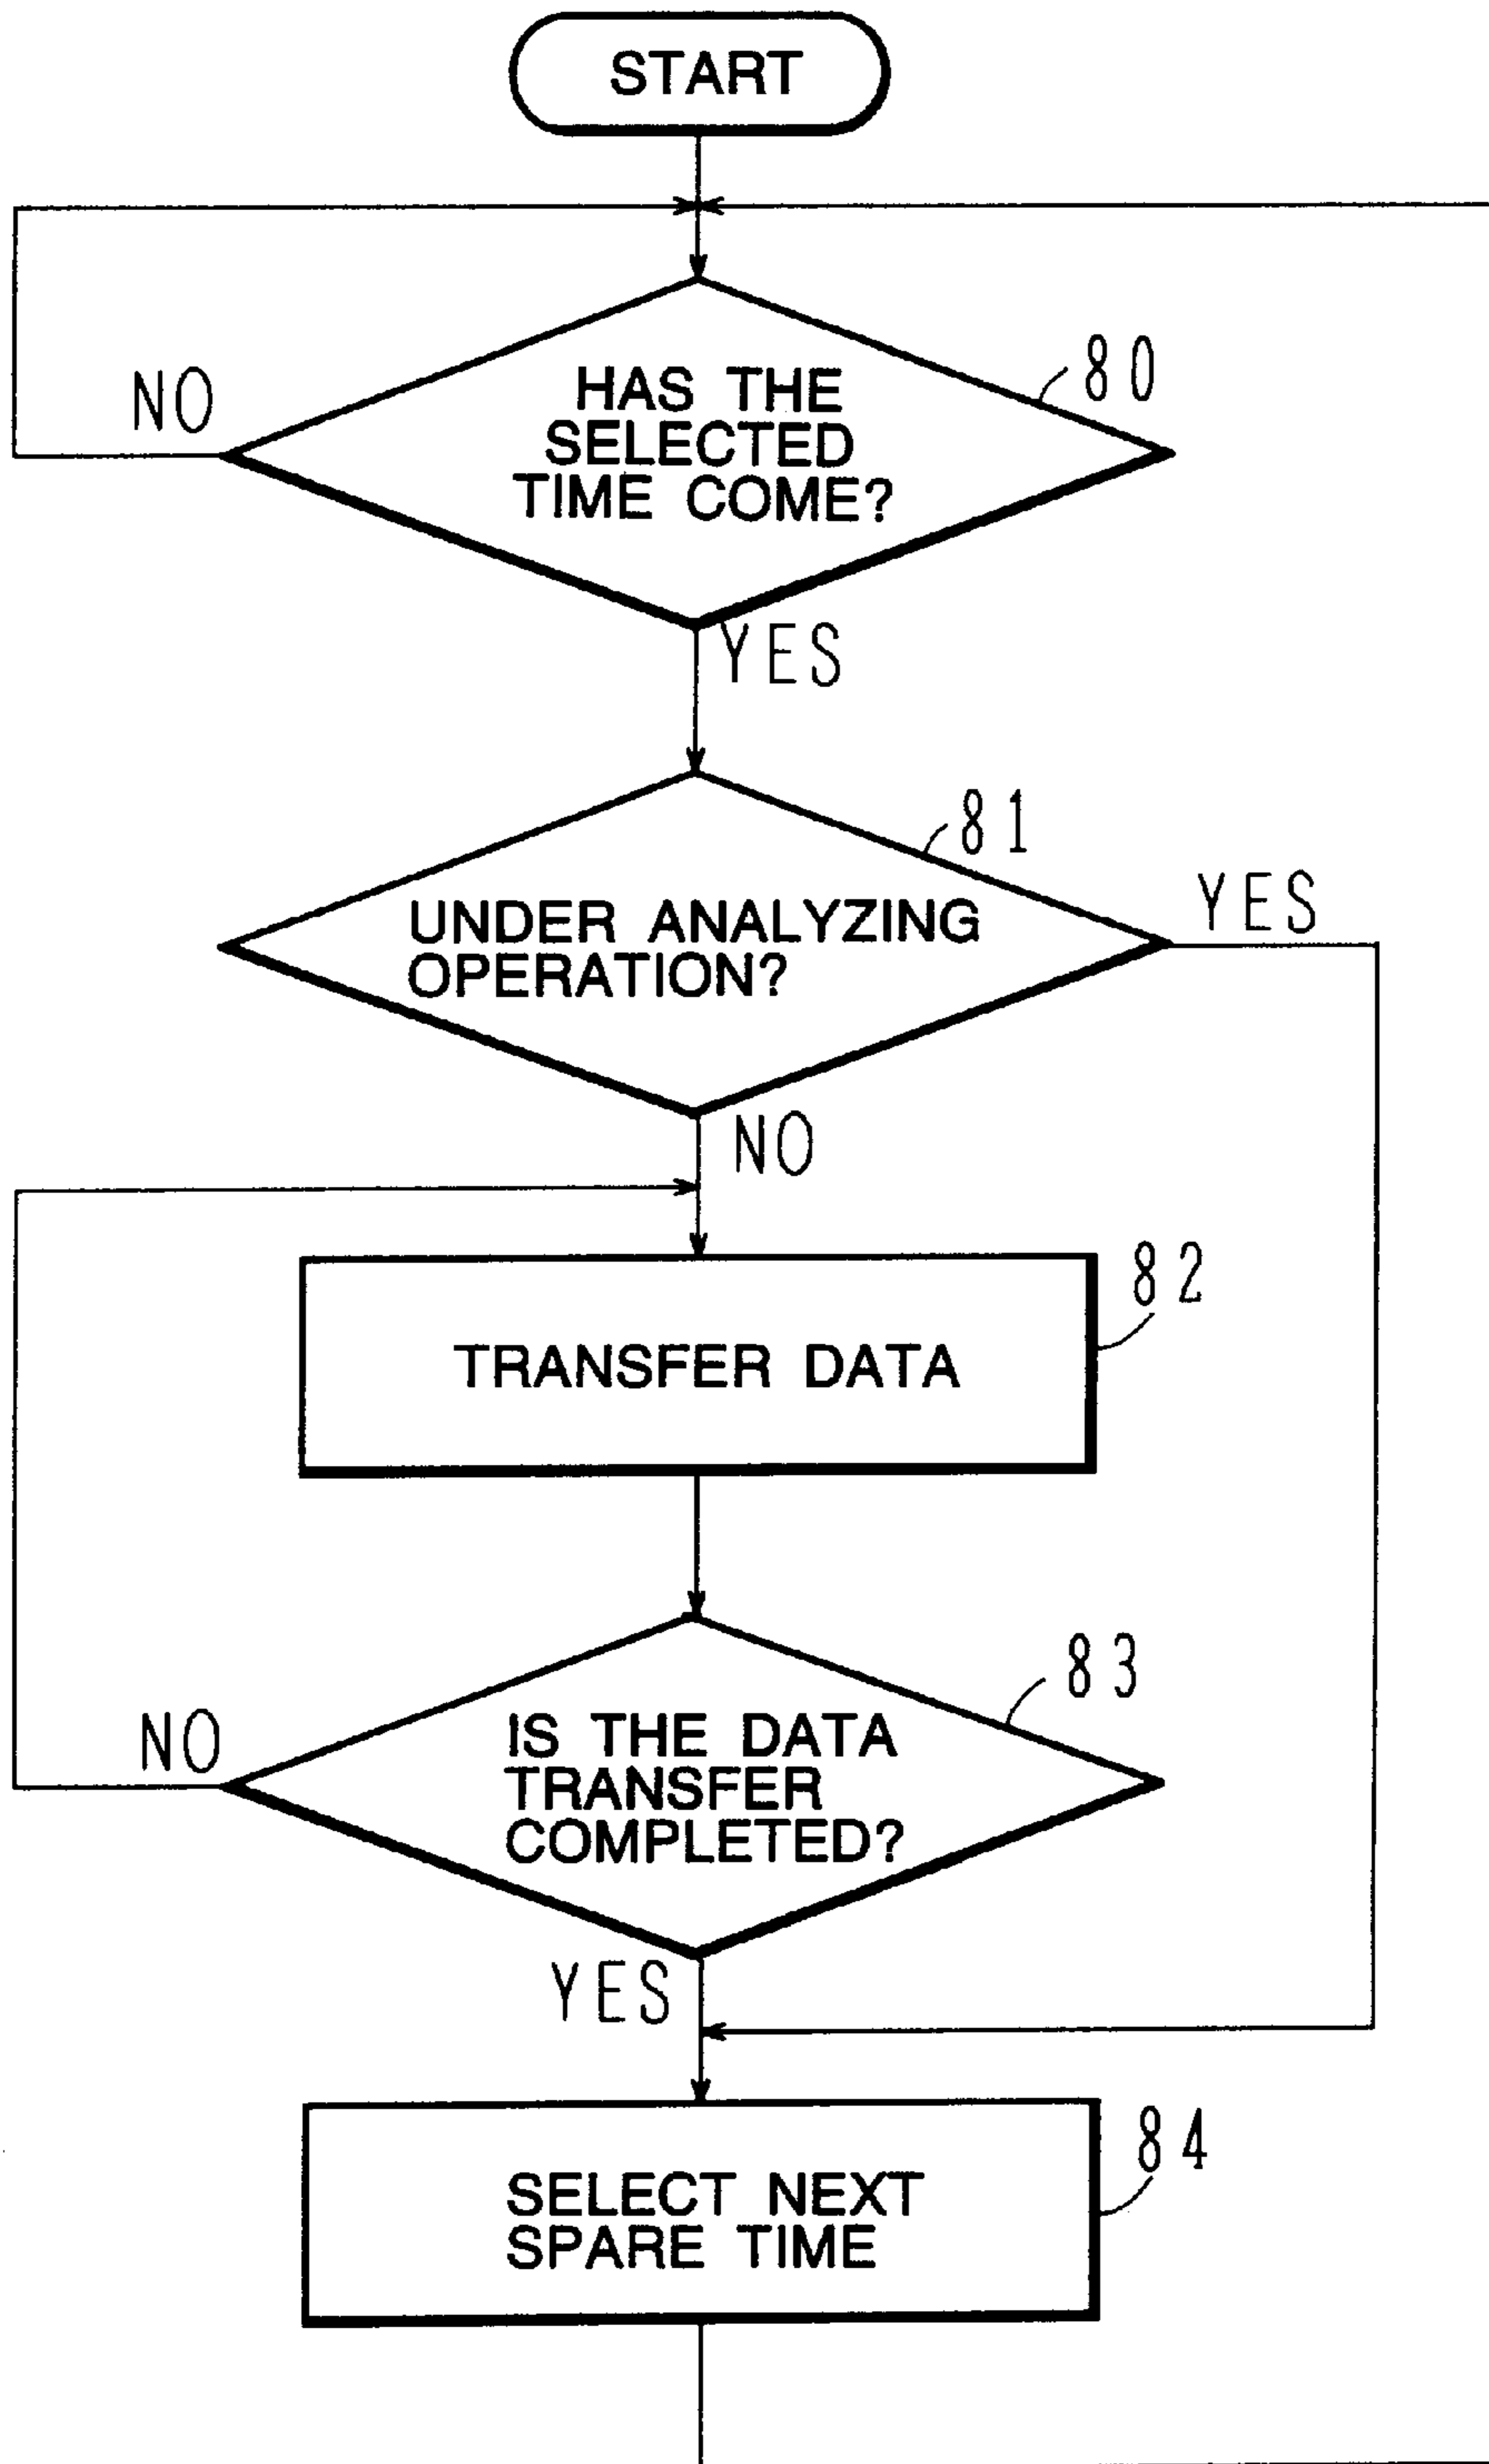 START
80
NO
HAS THE
SELECTED
TIME COME?
YES
81
YES
UNDER ANALYZING
OPERATION?
NO
82
TRANSFER DATA
83
NO
IS THE DATA
TRANSFER
COMPLETED?
YES
84
SELECT NEXT
SPARE TIME